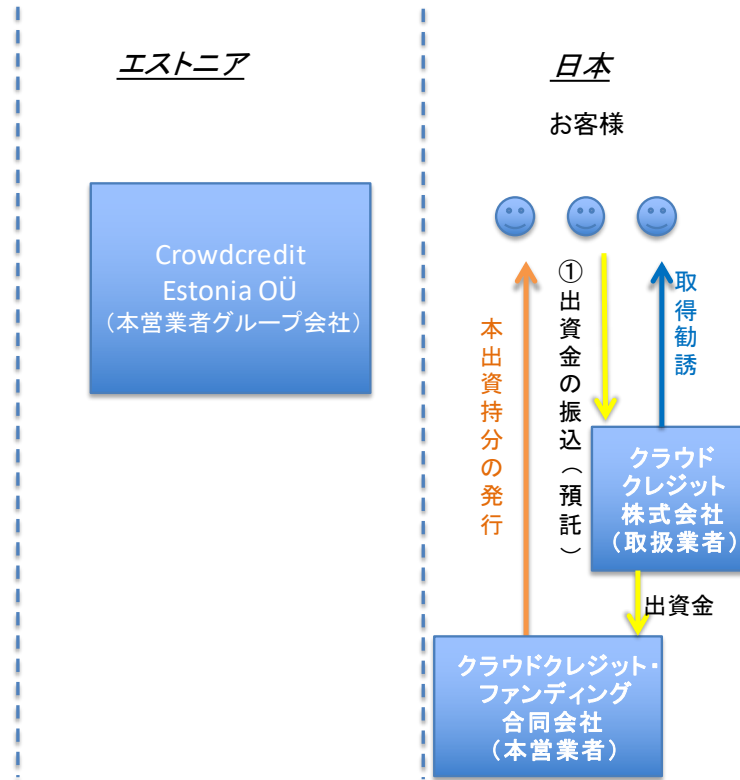 エストニア
日本
お客様
Crowdcredit
Estonia OÜ
（本営業者グループ会社）
本出資持分の発行
①出資金の振込（預託）
取得勧誘
クラウド
クレジット
株式会社
（取扱業者）
出資金
クラウドクレジット・
ファンディング
合同会社
（本営業者）